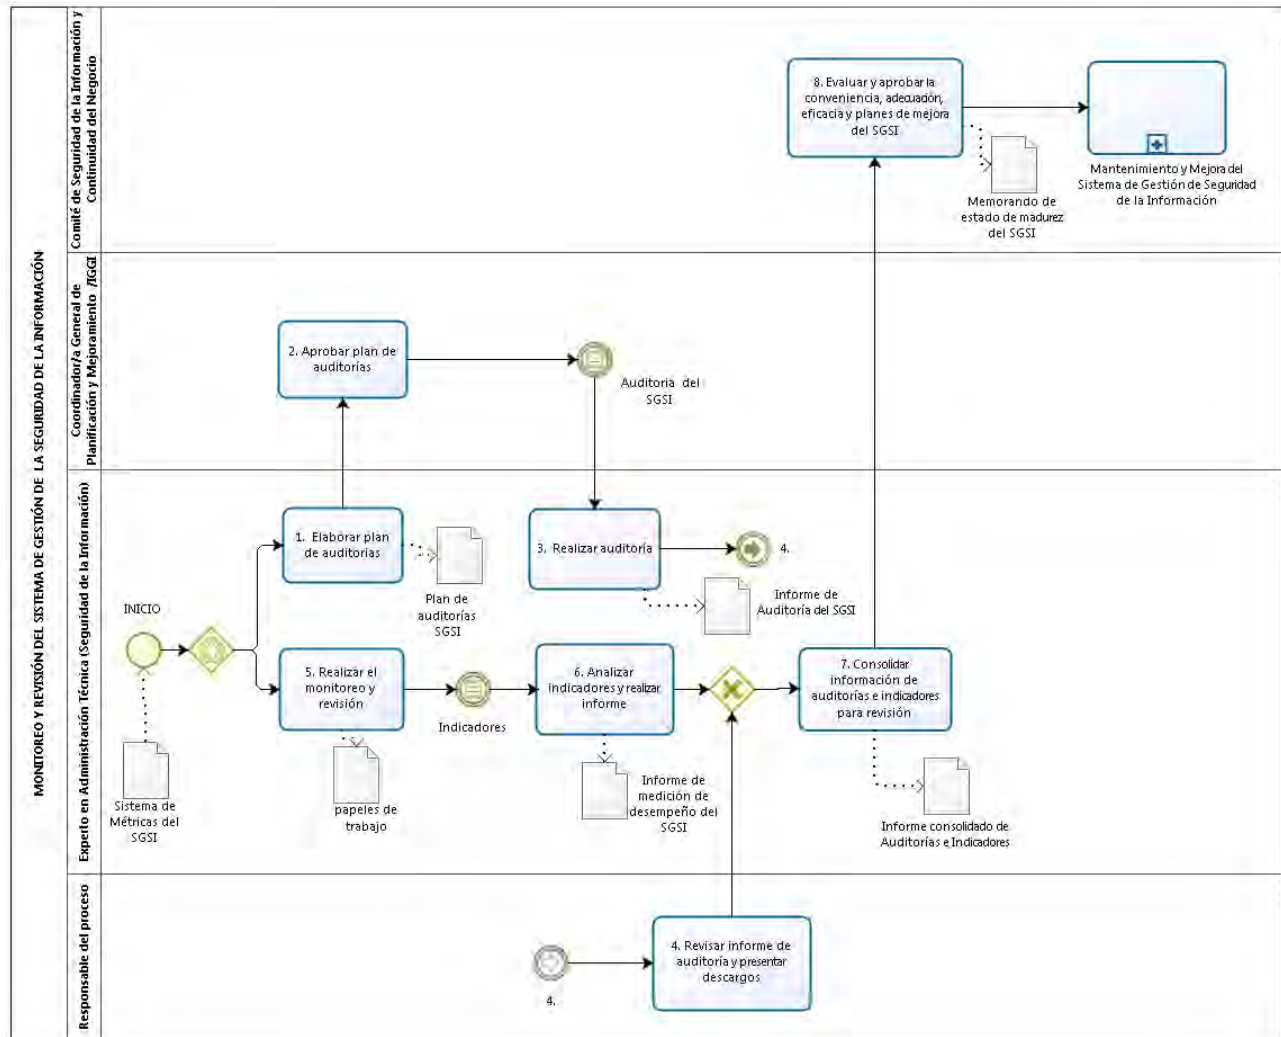 MONITOREO Y REVISIÓN DEL SISTEMA DE GESTIÓN DE LA SEGURIDAD DE LA INFORMACIÓN
Comité de Seguridad de la Información y
Continuidad del Negocio
8. Evaluar y aprobar la
conveniencia, adecuación,
eficacia y planes de mejora
del SGSI
Memorando de
estado de madurez
del SGSI
Mantenimiento y Mejora del
Sistema de Gestión de Seguridad
de la Información
Coordinador/a General de
Planificación y Mejoramiento /IGGI
2. Aprobar plan de
auditorías
Auditoria del
SGSI
Experto en Administración Técnica (Seguridad de la Información)
INICIO
Sistema de
Métricas del
SGSI
1. Elaborar plan
de auditorías
Plan de
auditorías
SGSI
3. Realizar auditoría
4.
Informe de
Auditoría del SGSI
5. Realizar el
monitoreo y
revisión
papeles de
trabajo
Indicadores
6. Analizar
indicadores y realizar
informe
Informe de
medición de
desempeño del
SGSI
7. Consolidar
información de
auditorías e indicadores
para revisión
Informe consolidado de
Auditorías e Indicadores
Responsable del proceso
4.
4. Revisar informe de
auditoría y presentar
descargos